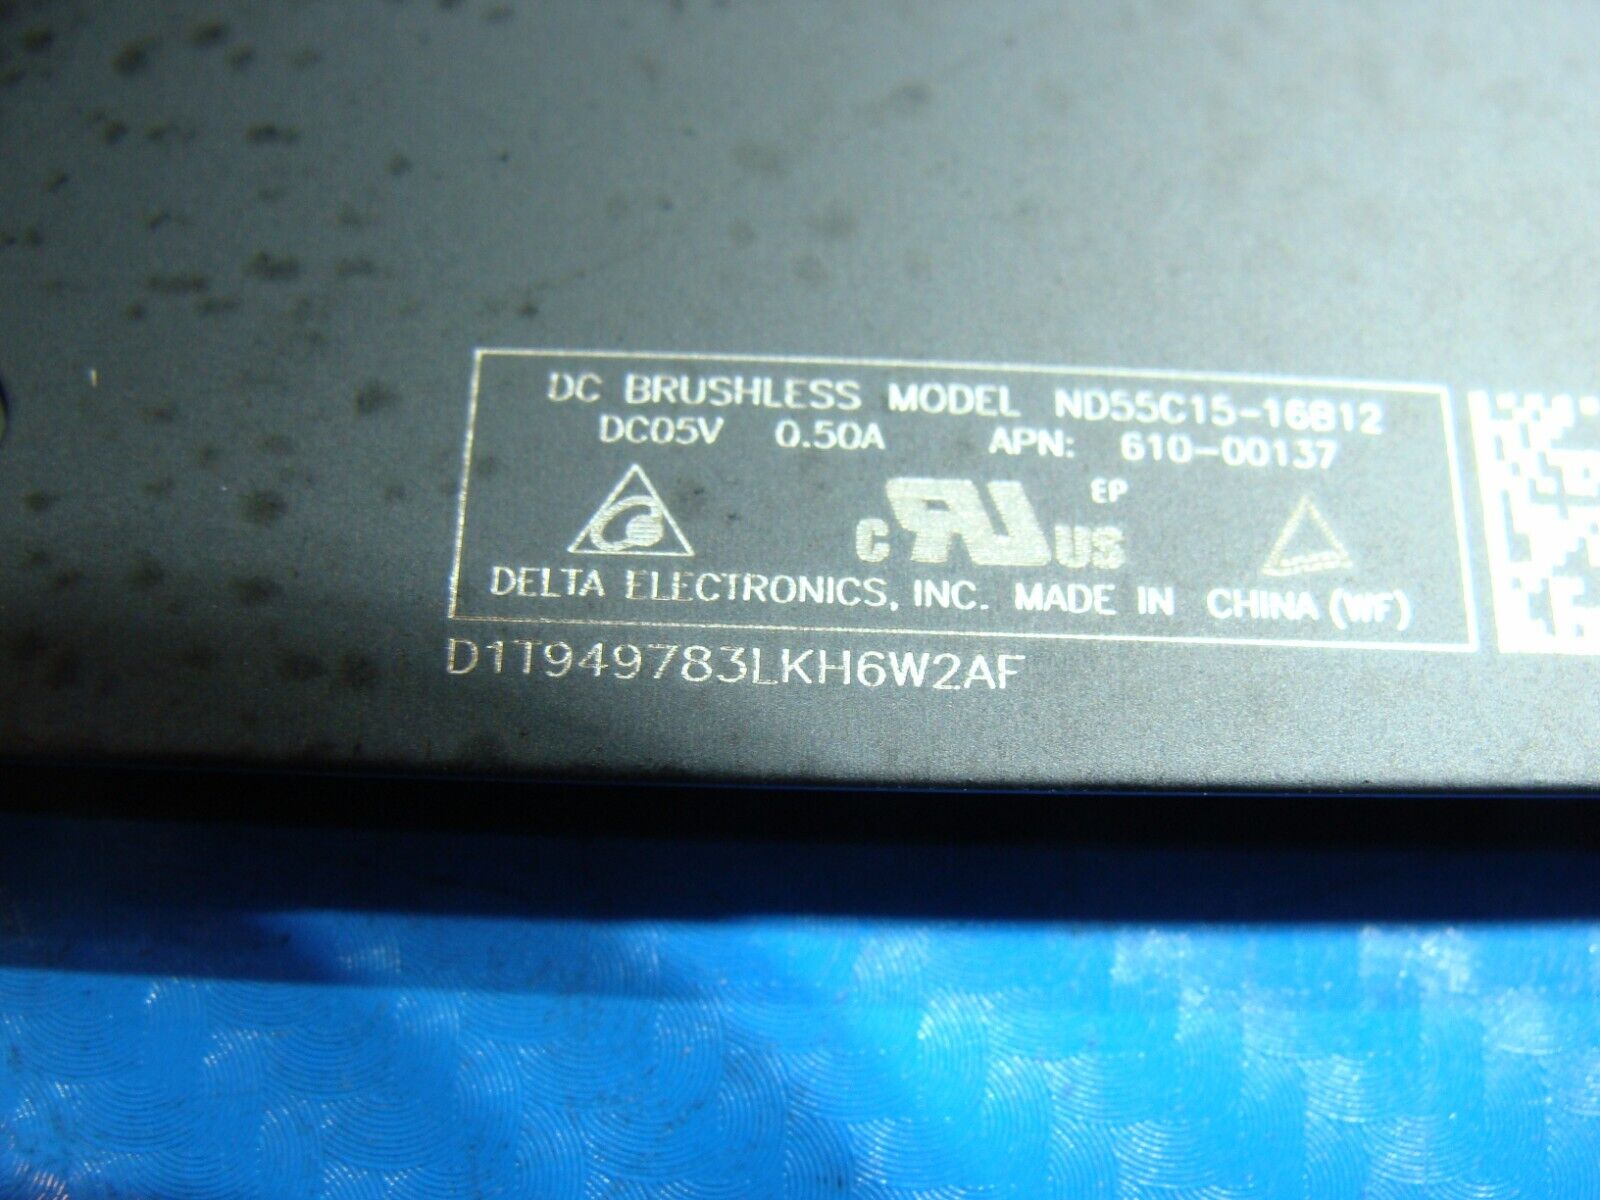 DC BRUSHLESS MODEL ND55C15-16B12
DC05V 0.50A APN: 610-00137
EP
C RU US
DELTA ELECTRONICS, INC. MADE IN CHINA (WF)
D1T949783LKH6W2AF